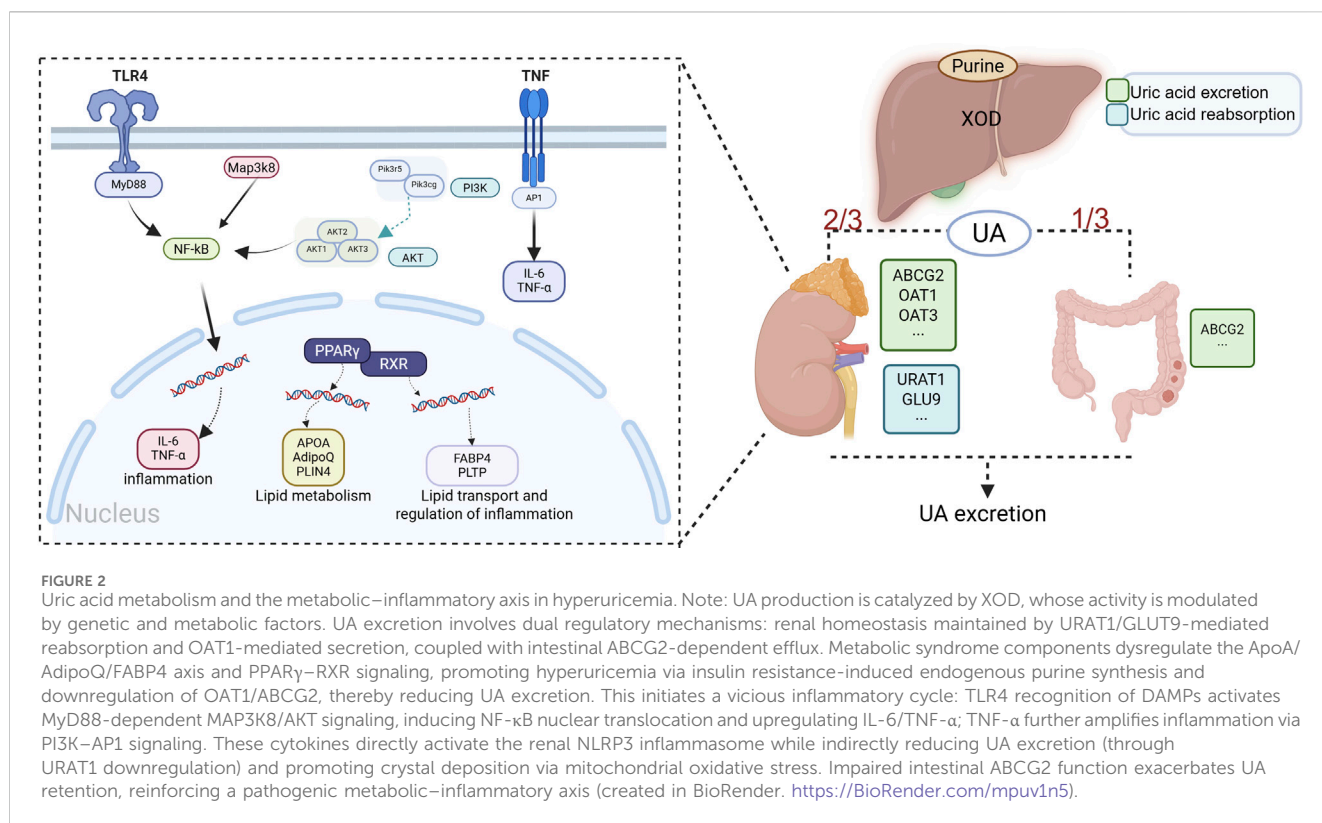 TLR4
TNF
MyD88
Map3k8
Pik3r5
Pik3cg
PI3K
AP1
NF-kB
AKT2
AKT1
AKT3
AKT
IL-6
TNF-α
PPARγ
RXR
IL-6
TNF-α
inflammation
APOA
AdipoQ
PLIN4
Lipid metabolism
FABP4
PLTP
Lipid transport and
regulation of inflammation
Nucleus
Purine
XOD
Uric acid excretion
Uric acid reabsorption
2/3
UA
1/3
ABCG2
OAT1
OAT3
...
URAT1
GLU9
...
ABCG2
...
UA excretion
FIGURE 2
Uric acid metabolism and the metabolic–inflammatory axis in hyperuricemia. Note: UA production is catalyzed by XOD, whose activity is modulated
by genetic and metabolic factors. UA excretion involves dual regulatory mechanisms: renal homeostasis maintained by URAT1/GLUT9-mediated
reabsorption and OAT1-mediated secretion, coupled with intestinal ABCG2-dependent efflux. Metabolic syndrome components dysregulate the ApoA/
AdipoQ/FABP4 axis and PPARγ–RXR signaling, promoting hyperuricemia via insulin resistance-induced endogenous purine synthesis and
downregulation of OAT1/ABCG2, thereby reducing UA excretion. This initiates a vicious inflammatory cycle: TLR4 recognition of DAMPs activates
MyD88-dependent MAP3K8/AKT signaling, inducing NF-κB nuclear translocation and upregulating IL-6/TNF-α; TNF-α further amplifies inflammation via
PI3K–AP1 signaling. These cytokines directly activate the renal NLRP3 inflammasome while indirectly reducing UA excretion (through
URAT1 downregulation) and promoting crystal deposition via mitochondrial oxidative stress. Impaired intestinal ABCG2 function exacerbates UA
retention, reinforcing a pathogenic metabolic–inflammatory axis (created in BioRender. https://BioRender.com/mpuv1n5).